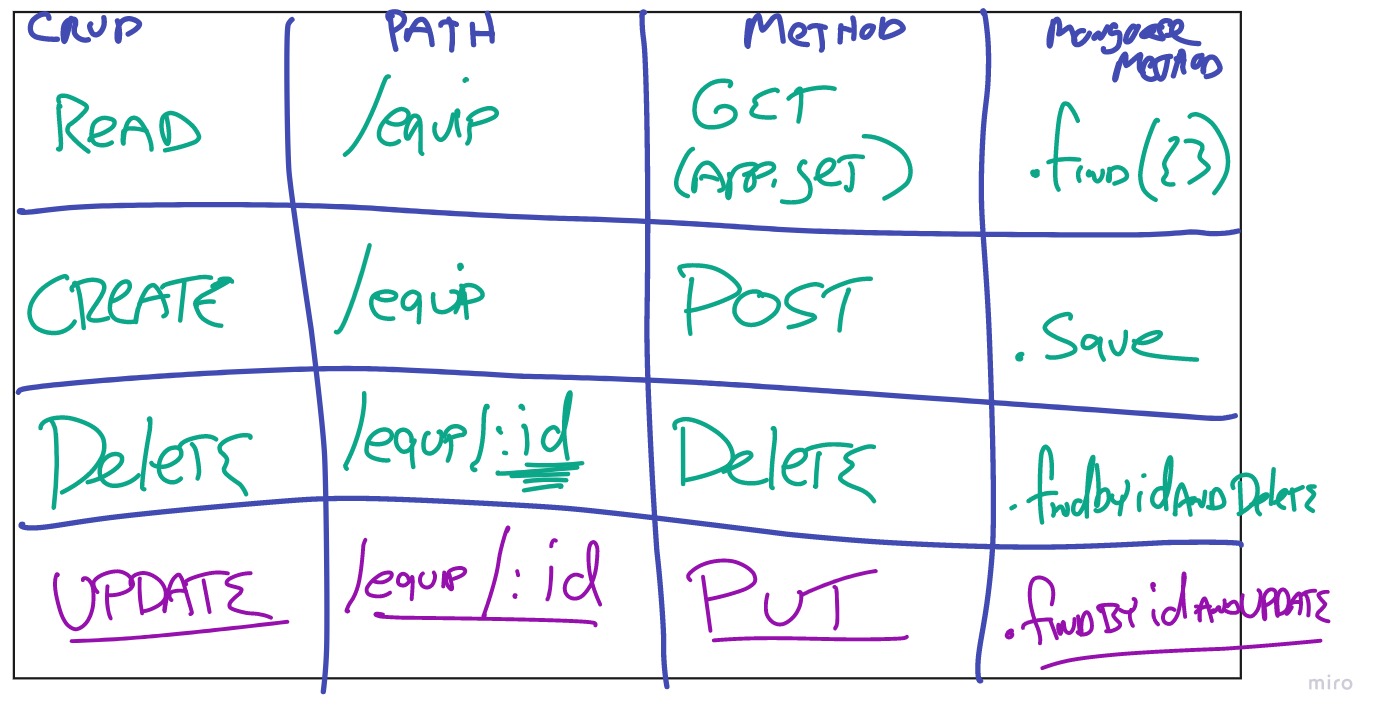 CRUD PATH METHOD Mongoose METHOD
READ /equip GET (APP.GET) .find({})
CREATE /equip POST .Save
Delete /equip/:id Delete .findbyidANDDelete
UPDATE /equip/:id PUT .findByidANDUPDATE
miro